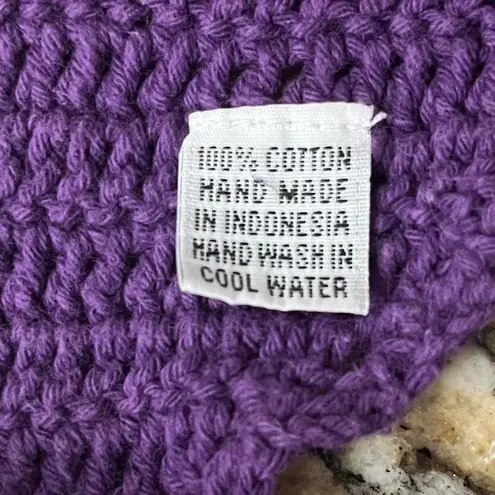 100% COTTON
HAND MADE
IN INDONESIA
HAND WASH IN
COOL WATER